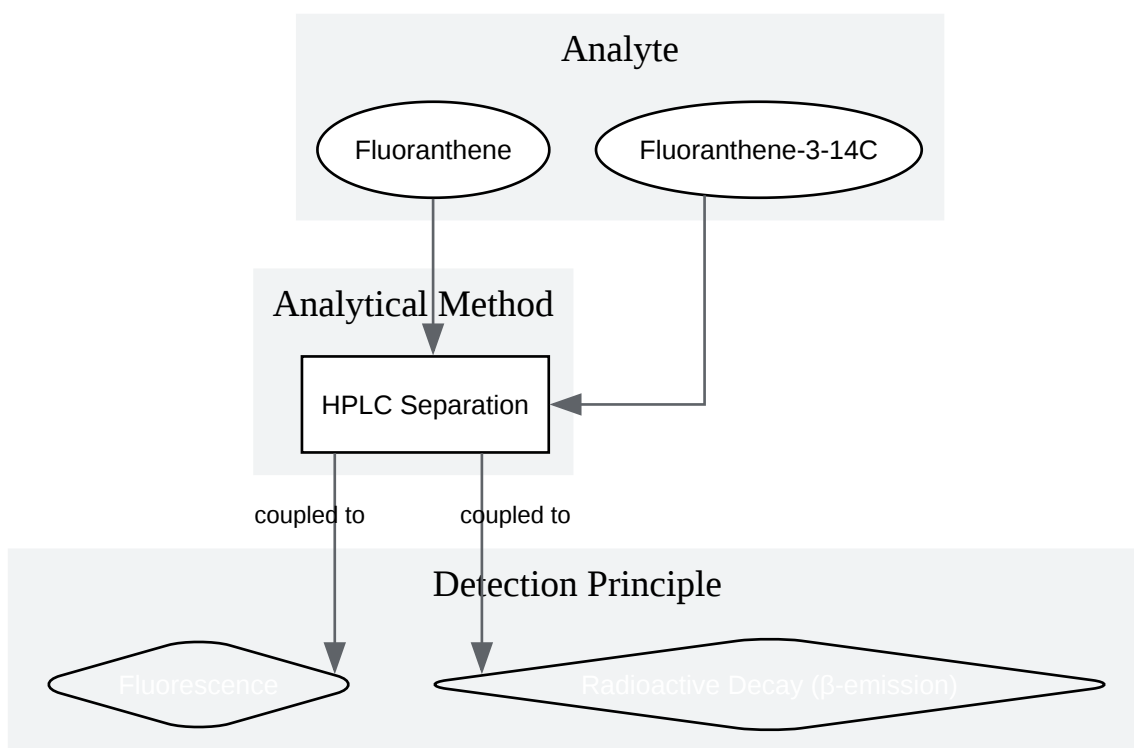 Analyte
Fluoranthene
Fluoranthene-3-14C
Analytical Method
HPLC Separation
coupled to
coupled to
Detection Principle
Fluorescence
Radioactive Decay (β-emission)